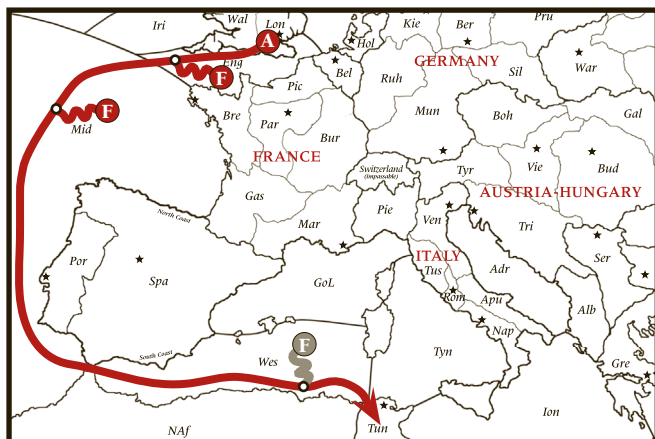 Iri
Wal
Lon
Kie
Ber
Pru
A
Hol
Eng
F
Bel
GERMANY
War
Ruh
Sil
Pic
Mid
F
Bre
Par
Mun
Boh
Gal
Bur
FRANCE
Switzerland
(Impassable)
Tyr
Vie
Bud
AUSTRIA-HUNGARY
Gas
Pie
Ven
North Coast
Mar
Tri
Por
Spa
ITALY
Ser
GoL
Tus
Adr
Rom
Apu
Alb
Nap
South Coast
Wes
F
Tyn
Gre
Ion
NAf
Tun